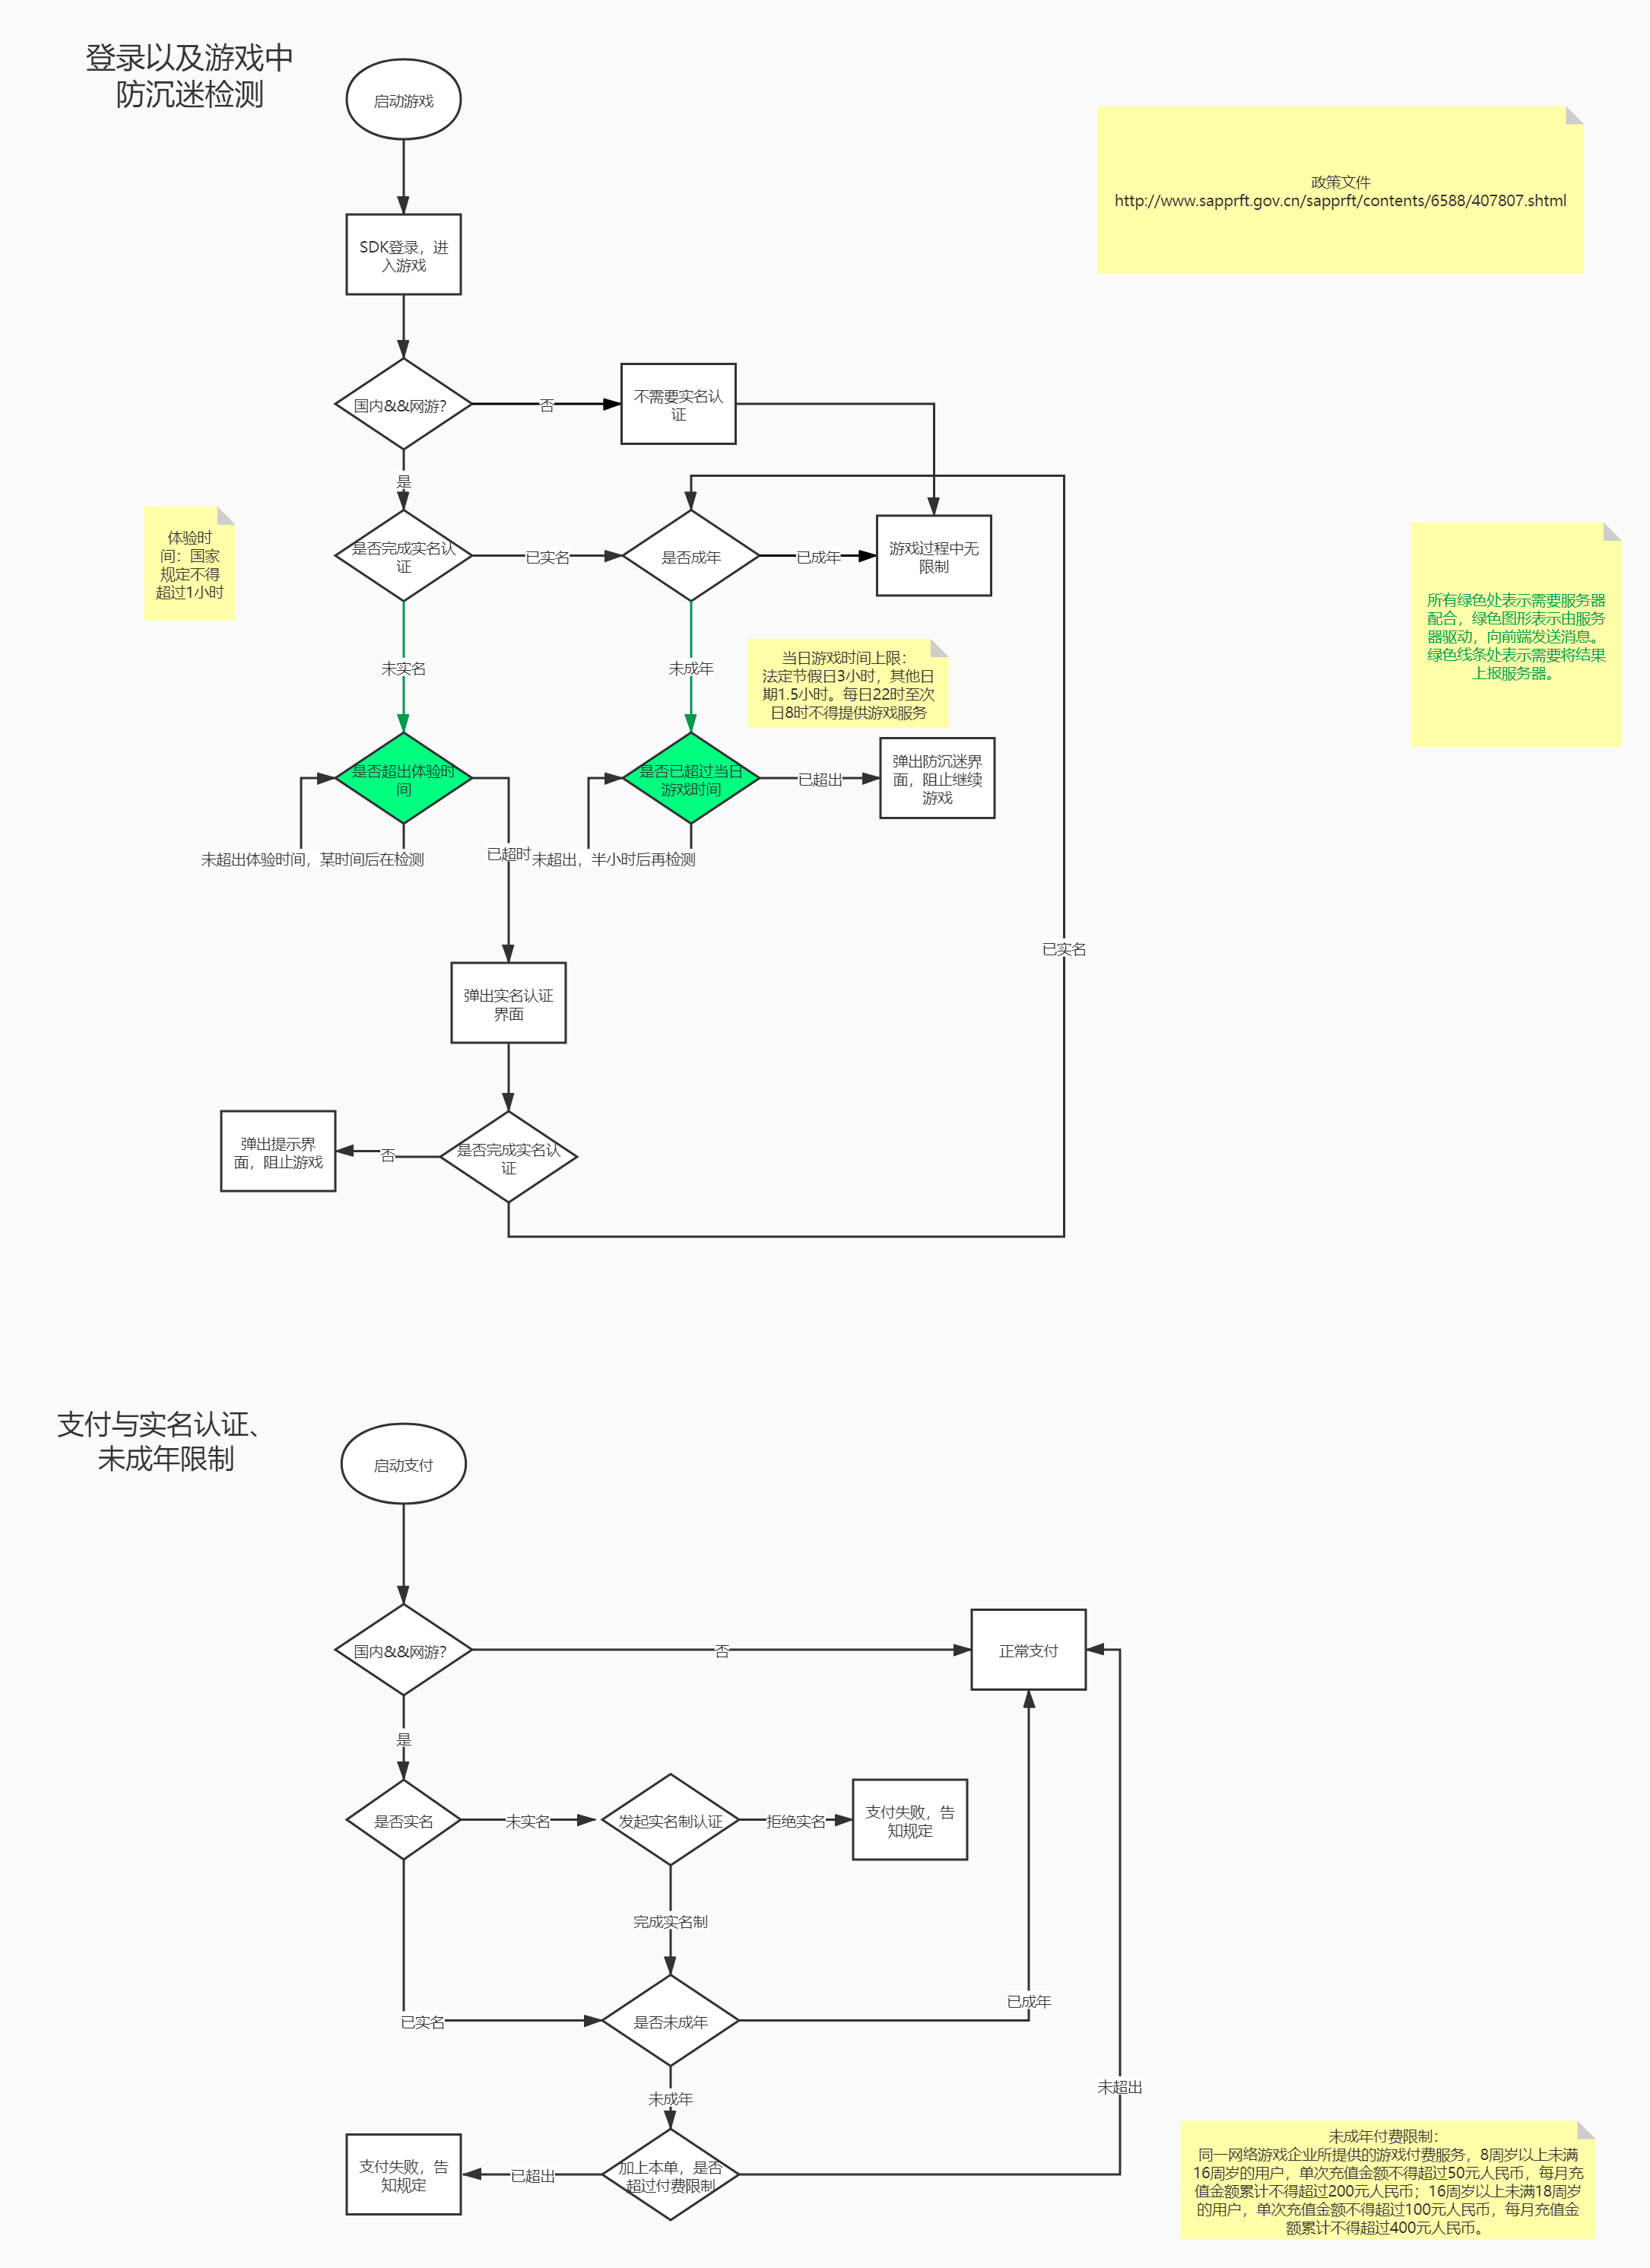 登录以及游戏中
防沉迷检测
启动游戏
政策文件
http://www.sapprft.gov.cn/sapprft/contents/6588/407807.shtml
SDK登录，进
入游戏
国内&&网游？
否
不需要实名认
证
是
体验时
间：国家
规定不得
超过1小时
是否完成实名认
证
已实名
是否成年
已成年
游戏过程中无
限制
所有绿色处表示需要服务器
配合，绿色图形表示由服务
器驱动，向前端发送消息。
绿色线条处表示需要将结果
上报服务器。
未实名
未成年
当日游戏时间上限：
法定节假日3小时，其他日
期1.5小时。每日22时至次
日8时不得提供游戏服务
是否超出体验时
间
是否已超过当日
游戏时间
已超出
弹出防沉迷界
面，阻止继续
游戏
未超出体验时间，某时间后在检测
已超时
未超出，半小时后再检测
已实名
弹出实名认证
界面
弹出提示界
面，阻止游戏
否
是否完成实名认
证
支付与实名认证、
未成年限制
启动支付
国内&&网游？
否
正常支付
是
是否实名
未实名
发起实名制认证
拒绝实名
支付失败，告
知规定
完成实名制
已成年
已实名
是否未成年
未超出
未成年
支付失败，告
知规定
已超出
加上本单，是否
超过付费限制
未成年付费限制：
同一网络游戏企业所提供的游戏付费服务，8周岁以上未满
16周岁的用户，单次充值金额不得超过50元人民币，每月充
值金额累计不得超过200元人民币；16周岁以上未满18周岁
的用户，单次充值金额不得超过100元人民币，每月充值金
额累计不得超过400元人民币。